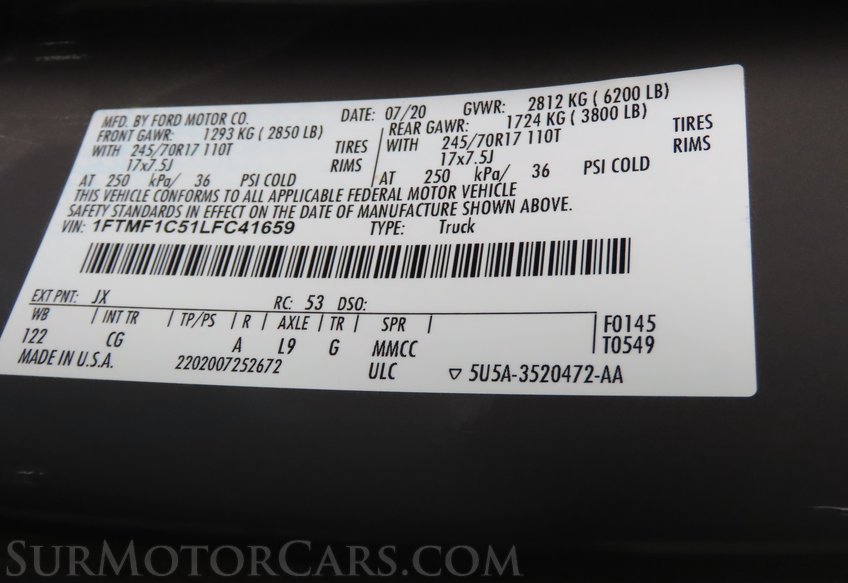 MFD. BY FORD MOTOR CO. DATE: 07/20 GVWR: 2812 KG ( 6200 LB)
FRONT GAWR: 1293 KG ( 2850 LB) REAR GAWR: 1724 KG ( 3800 LB)
WITH 245/70R17 110T TIRES WITH 245/70R17 110T TIRES
17x7.5J RIMS 17x7.5J RIMS
AT 250 kPa/ 36 PSI COLD AT 250 kPa/ 36 PSI COLD
THIS VEHICLE CONFORMS TO ALL APPLICABLE FEDERAL MOTOR VEHICLE
SAFETY STANDARDS IN EFFECT ON THE DATE OF MANUFACTURE SHOWN ABOVE.
VIN: 1FTMF1C51LFC41659 TYPE: Truck
EXT PNT: JX RC: 53 DSO:
WB | INT TR | TP/PS | R | AXLE | TR | SPR | F0145
122 CG A L9 G MMCC T0549
MADE IN U.S.A. 2202007252672 ULC ▽ 5U5A-3520472-AA
SURMOTORCARS.COM